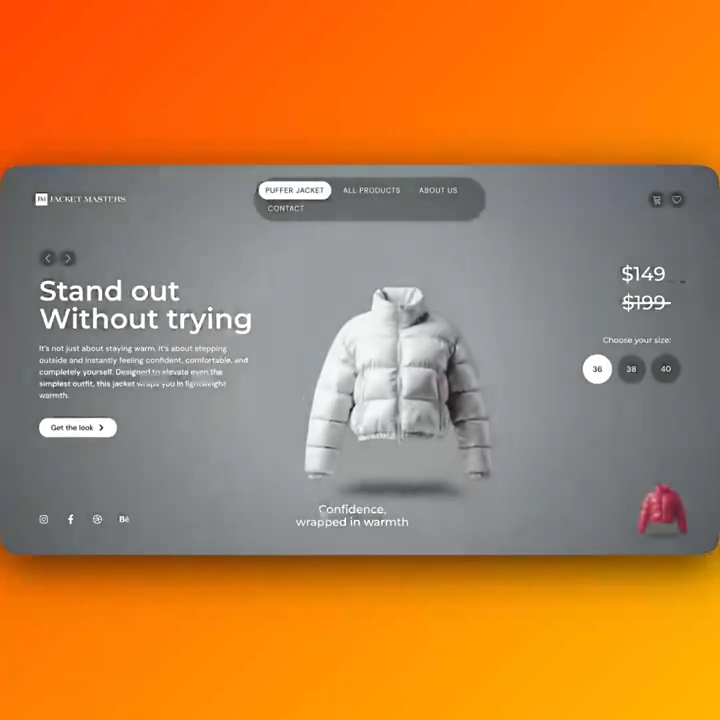 JM JACKET MASTERS
PUFFER JACKET ALL PRODUCTS ABOUT US
CONTACT
Stand out
Without trying
It's not just about staying warm. It's about stepping
outside and instantly feeling confident, comfortable, and
completely yourself. Designed to elevate even the
simplest outfit, this jacket wraps you in lightweight
warmth.
Get the look
$149
$199
Choose your size:
36 38 40
Confidence,
wrapped in warmth
Bē